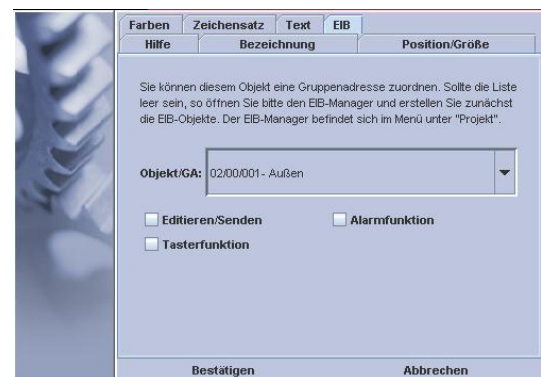 Farben Zeichensatz Text EIB
Hilfe Bezeichnung Position/Größe
Sie können diesem Objekt eine Gruppenadresse zuordnen. Sollte die Liste
leer sein, so öffnen Sie bitte den EIB-Manager und erstellen Sie zunächst
die EIB-Objekte. Der EIB-Manager befindet sich im Menü unter "Projekt".
Objekt/GA: 02/00/001- Außen
Editieren/Senden Alarmfunktion
Tasterfunktion
Bestätigen Abbrechen